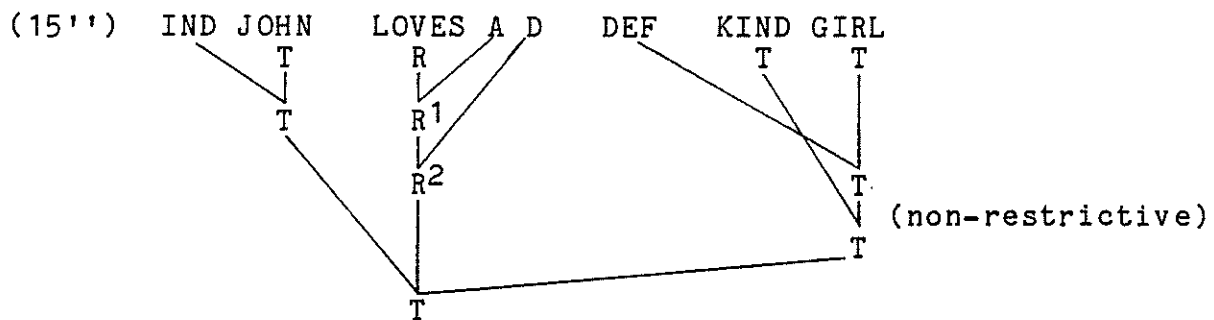 (15'') IND JOHN LOVES A D DEF KIND GIRL
T R T T
T R1
R2 T
(non-restrictive)
T
T